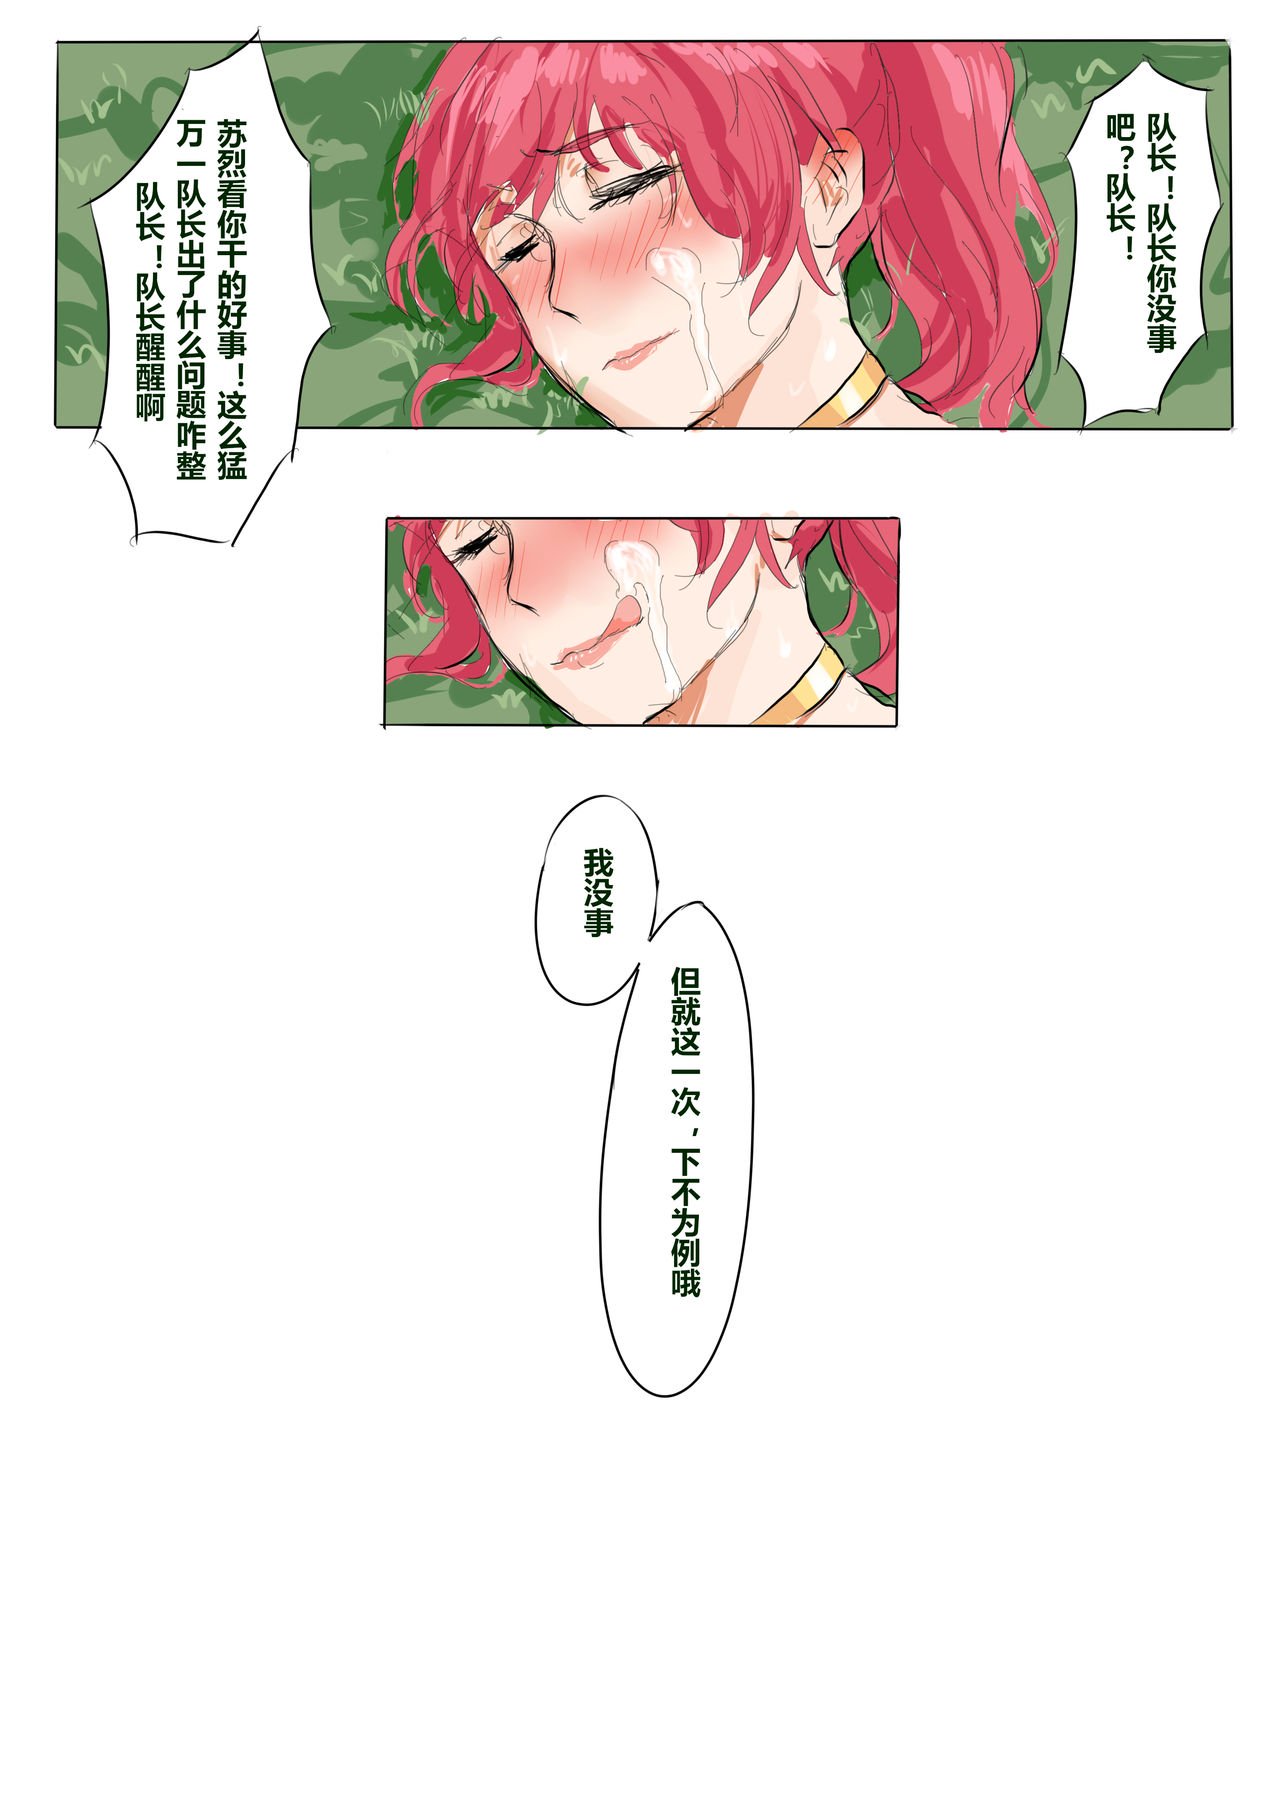 队长！队长你没事
吧？队长！
苏烈看你干的好事！这么猛
万一队长出了什么问题咋整
队长！队长醒醒啊
我没事
但就这一次，下不为例哦